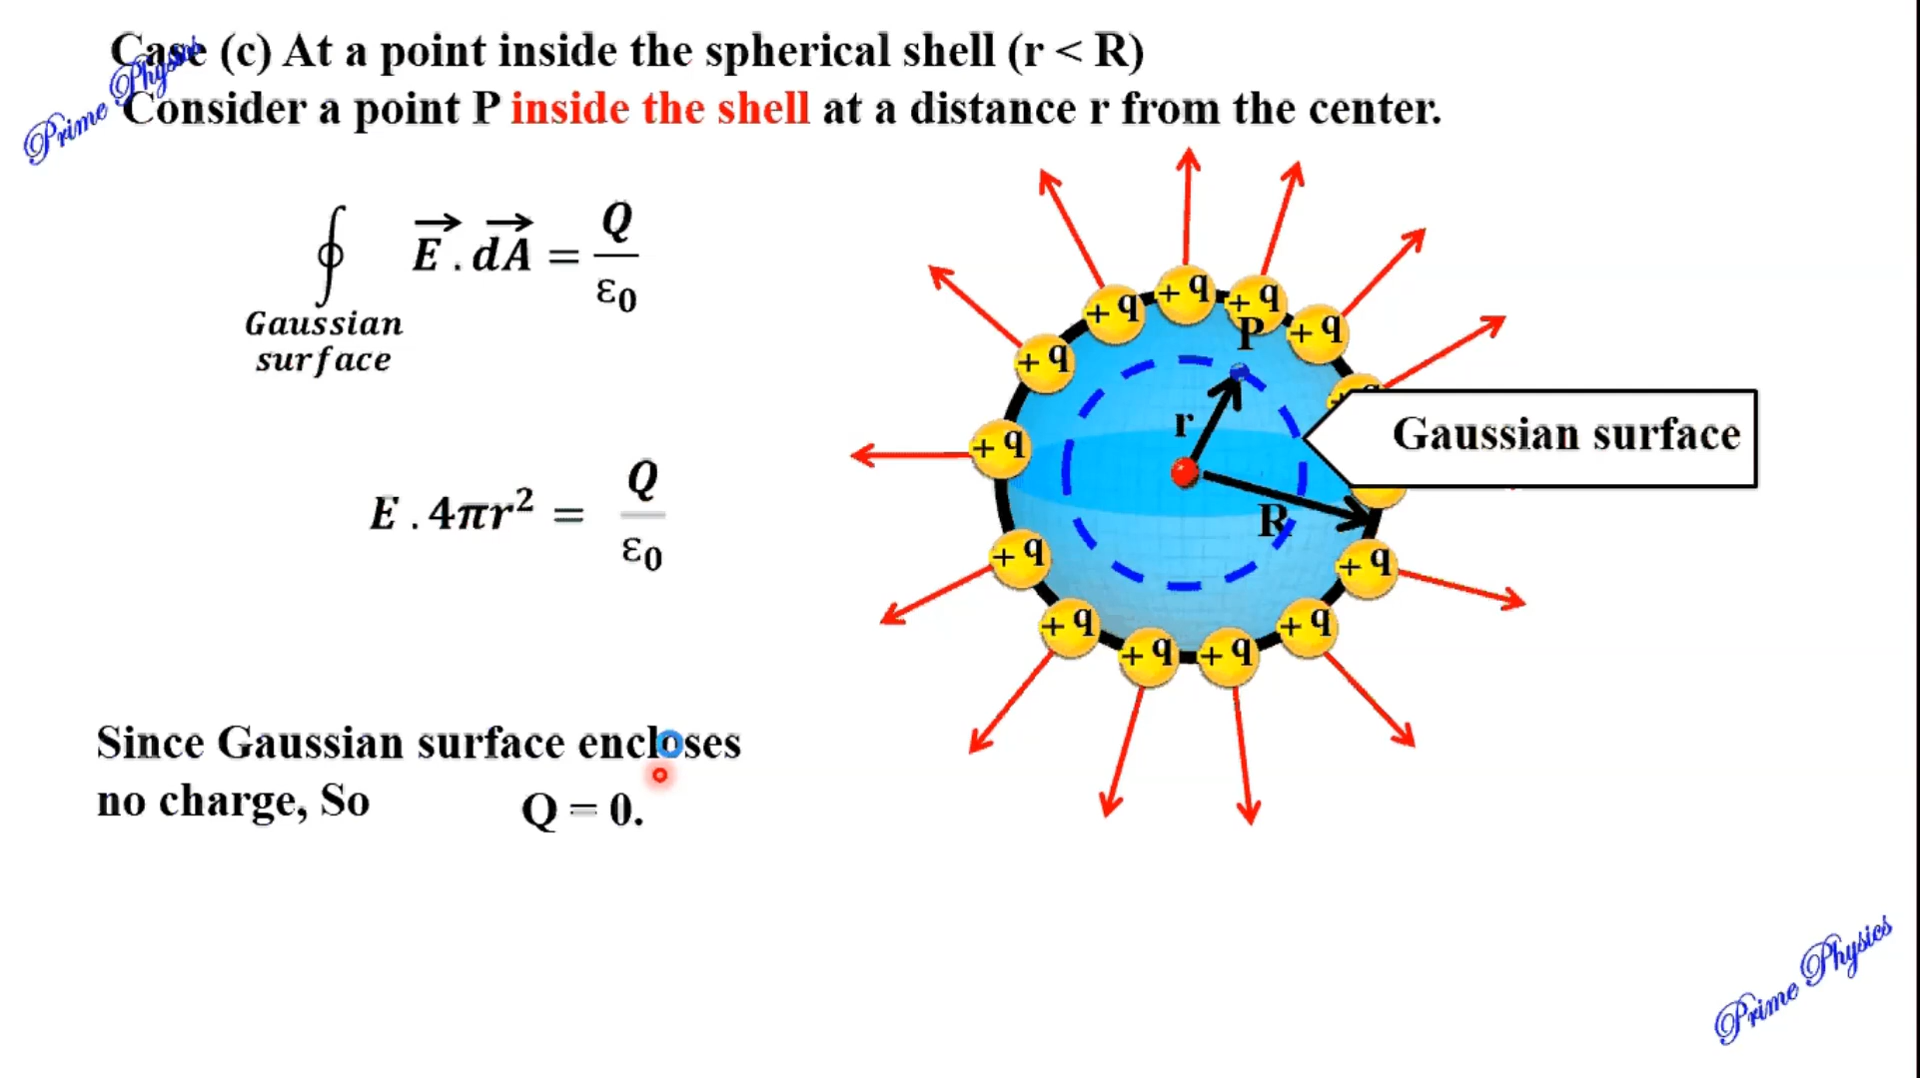 Case (c) At a point inside the spherical shell (r < R)
Consider a point P inside the shell at a distance r from the center.
Prime Physics
∮ E⃗ . dA⃗ = Q/ε₀
Gaussian
surface
E . 4πr² = Q/ε₀
Since Gaussian surface encloses
no charge, So Q = 0.
+ q
+ q
+ q
+ q
+ q
P
+ q
r
Gaussian surface
+ q
R
+ q
+ q
+ q
+ q
+ q
+ q
Prime Physics